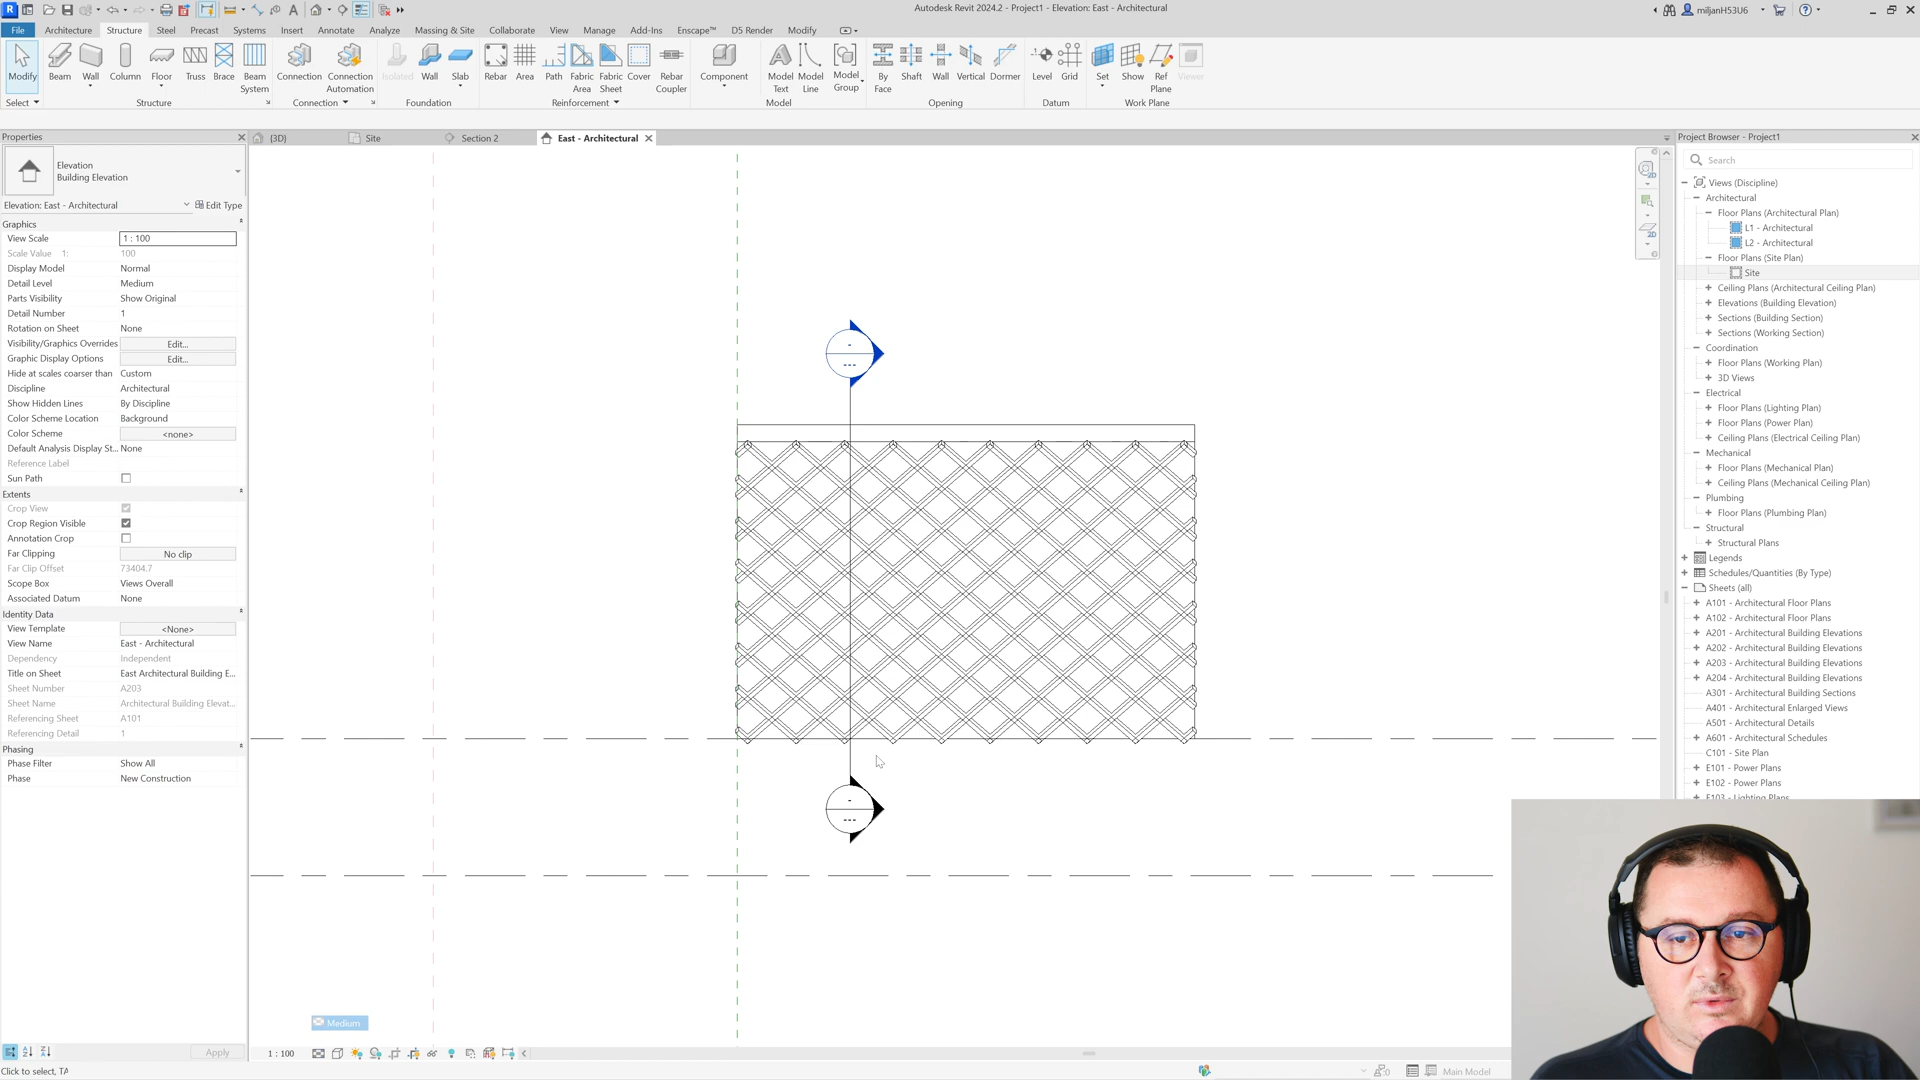 Autodesk Revit 2024.2 - Project1 - Elevation: East - Architectural
miljanH53U6
File Architecture Structure Steel Precast Systems Insert Annotate Analyze Massing & Site Collaborate View Manage Add-Ins Enscape™ D5 Render Modify
Modify Beam Wall Column Floor Truss Brace Beam System Connection Connection Automation Isolated Wall Slab Rebar Area Path Fabric Area Fabric Sheet Cover Rebar Coupler Component Model Text Model Line Model Group By Face Shaft Wall Vertical Dormer Level Grid Set Show Ref Plane Viewer
Select Structure Connection Foundation Reinforcement Model Opening Datum Work Plane
Properties
Elevation
Building Elevation
Elevation: East - Architectural Edit Type
Graphics
View Scale 1 : 100
Scale Value 1: 100
Display Model Normal
Detail Level Medium
Parts Visibility Show Original
Detail Number 1
Rotation on Sheet None
Visibility/Graphics Overrides Edit...
Graphic Display Options Edit...
Hide at scales coarser than Custom
Discipline Architectural
Show Hidden Lines By Discipline
Color Scheme Location Background
Color Scheme <none>
Default Analysis Display St... None
Reference Label
Sun Path
Extents
Crop View
Crop Region Visible
Annotation Crop
Far Clipping No clip
Far Clip Offset 73404.7
Scope Box Views Overall
Associated Datum None
Identity Data
View Template <None>
View Name East - Architectural
Dependency Independent
Title on Sheet East Architectural Building E...
Sheet Number A203
Sheet Name Architectural Building Elevat...
Referencing Sheet A101
Referencing Detail 1
Phasing
Phase Filter Show All
Phase New Construction
Apply
Click to select, TA
{3D} Site Section 2 East - Architectural
-
---
-
---
Medium
1 : 100
:0
Main Model
2D
2D
Project Browser - Project1
Search
Views (Discipline)
Architectural
Floor Plans (Architectural Plan)
L1 - Architectural
L2 - Architectural
Floor Plans (Site Plan)
Site
Ceiling Plans (Architectural Ceiling Plan)
Elevations (Building Elevation)
Sections (Building Section)
Sections (Working Section)
Coordination
Floor Plans (Working Plan)
3D Views
Electrical
Floor Plans (Lighting Plan)
Floor Plans (Power Plan)
Ceiling Plans (Electrical Ceiling Plan)
Mechanical
Floor Plans (Mechanical Plan)
Ceiling Plans (Mechanical Ceiling Plan)
Plumbing
Floor Plans (Plumbing Plan)
Structural
Structural Plans
Legends
Schedules/Quantities (By Type)
Sheets (all)
A101 - Architectural Floor Plans
A102 - Architectural Floor Plans
A201 - Architectural Building Elevations
A202 - Architectural Building Elevations
A203 - Architectural Building Elevations
A204 - Architectural Building Elevations
A301 - Architectural Building Sections
A401 - Architectural Enlarged Views
A501 - Architectural Details
A601 - Architectural Schedules
C101 - Site Plan
E101 - Power Plans
E102 - Power Plans
E103 - Lighting Plans